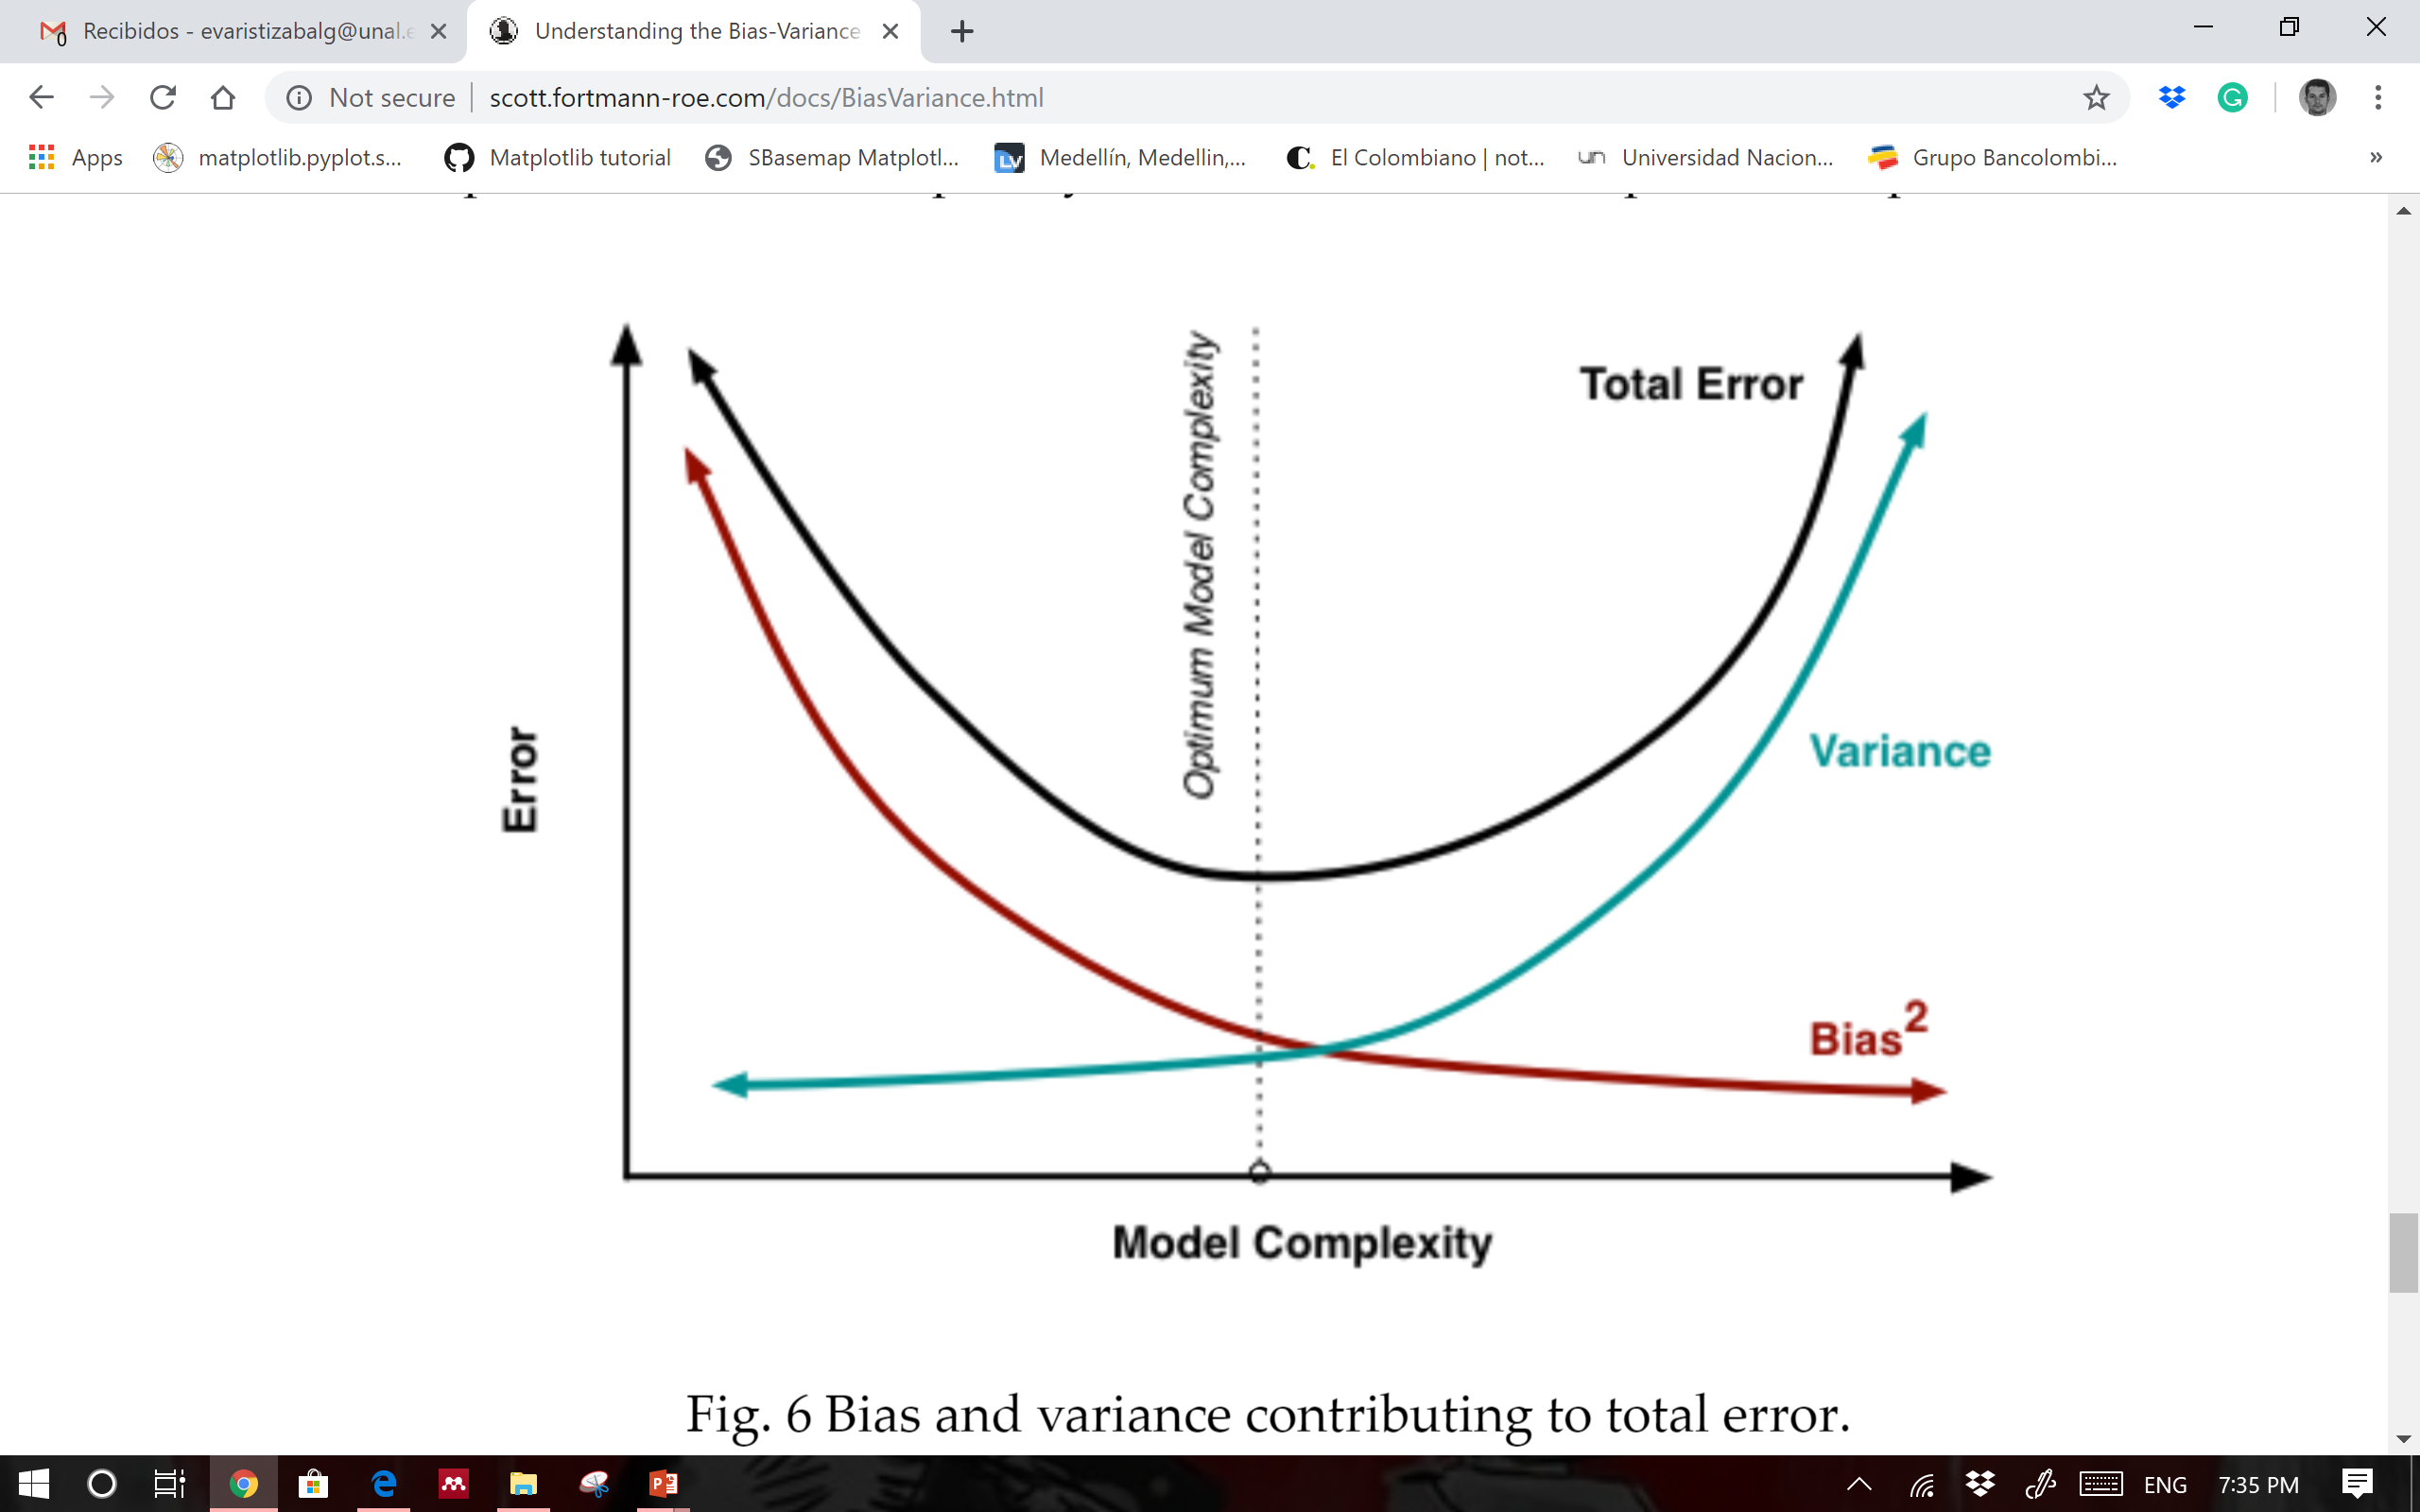 Recibidos - evaristizabalg@unal.e
Understanding the Bias-Variance
Not secure
scott.fortmann-roe.com/docs/BiasVariance.html
Apps
matplotlib.pyplot.s...
Matplotlib tutorial
SBasemap Matplotl...
Medellín, Medellin,...
El Colombiano | not...
Universidad Nacion...
Grupo Bancolombi...
»
Optimum Model Complexity
Total Error
Error
Variance
Bias²
Model Complexity
Fig. 6 Bias and variance contributing to total error.
ENG
7:35 PM